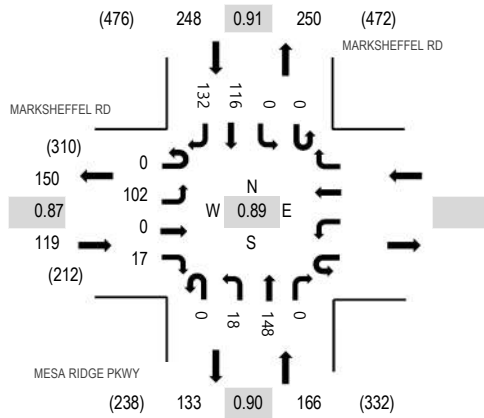 (476) 248 0.91 250 (472)
MARKSHEFFEL RD
132 116 0 0
MARKSHEFFEL RD
(310)
150 0
102
N
0.87 W 0.89 E
0
119
S
17
(212)
0 18 148 0
MESA RIDGE PKWY
(238) 133 0.90 166 (332)